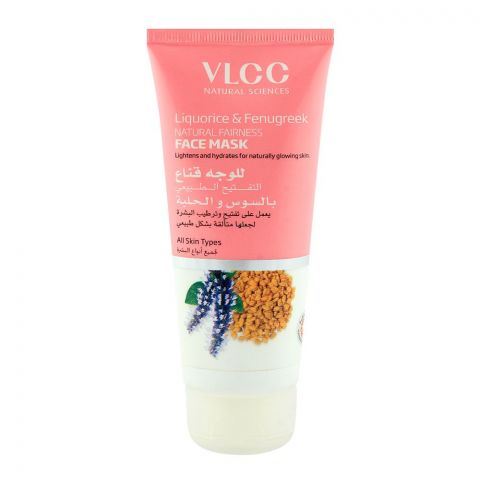 VLCC
NATURAL SCIENCES
Liquorice & Fenugreek
NATURAL FAIRNESS
FACE MASK
Lightens and hydrates for naturally glowing skin.
للوجه قناع
التفتيح الطبيعي
بالسوس و الحلبة
يعمل على تفتيح وترطيب البشرة
لجعلها متألقة بشكل طبيعي
All Skin Types
لجميع أنواع البشرة